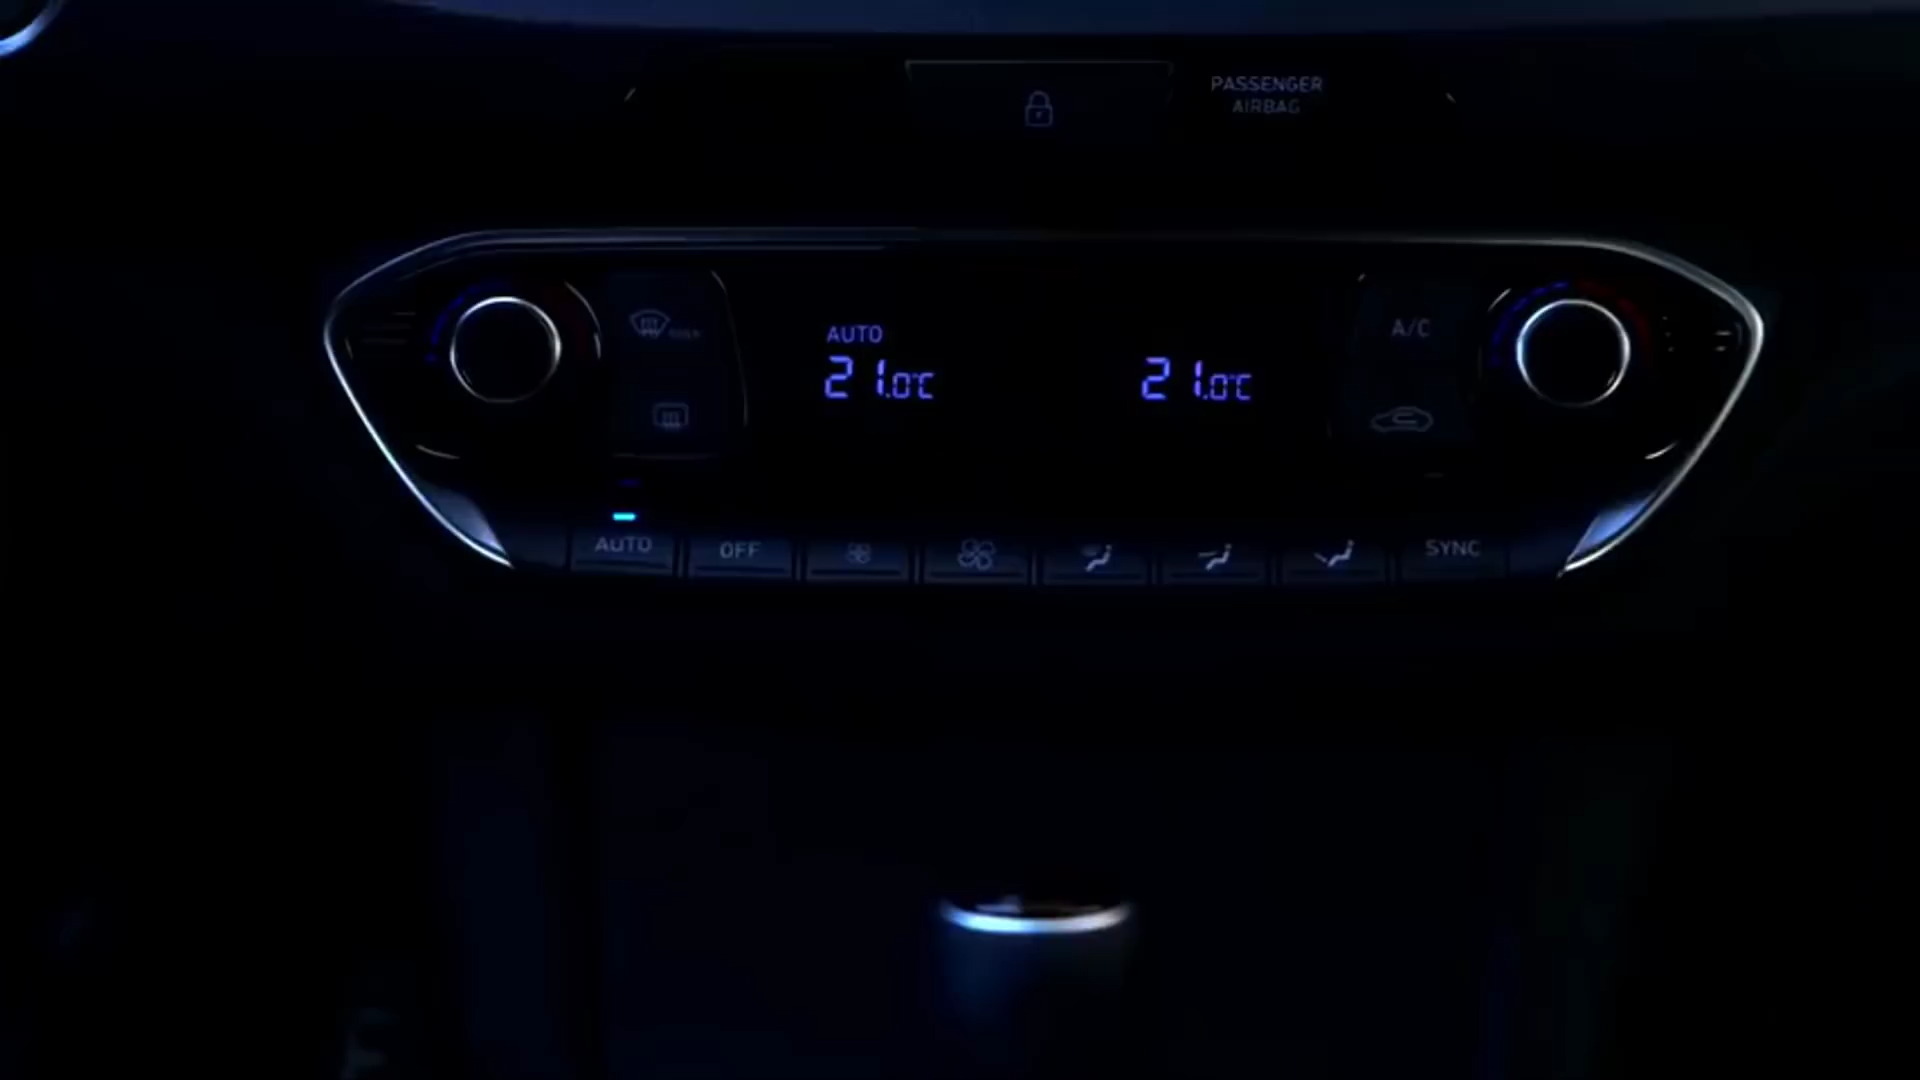 PASSENGER
AIRBAG
AUTO
21.0°C
21.0°C
A/C
AUTO
OFF
SYNC